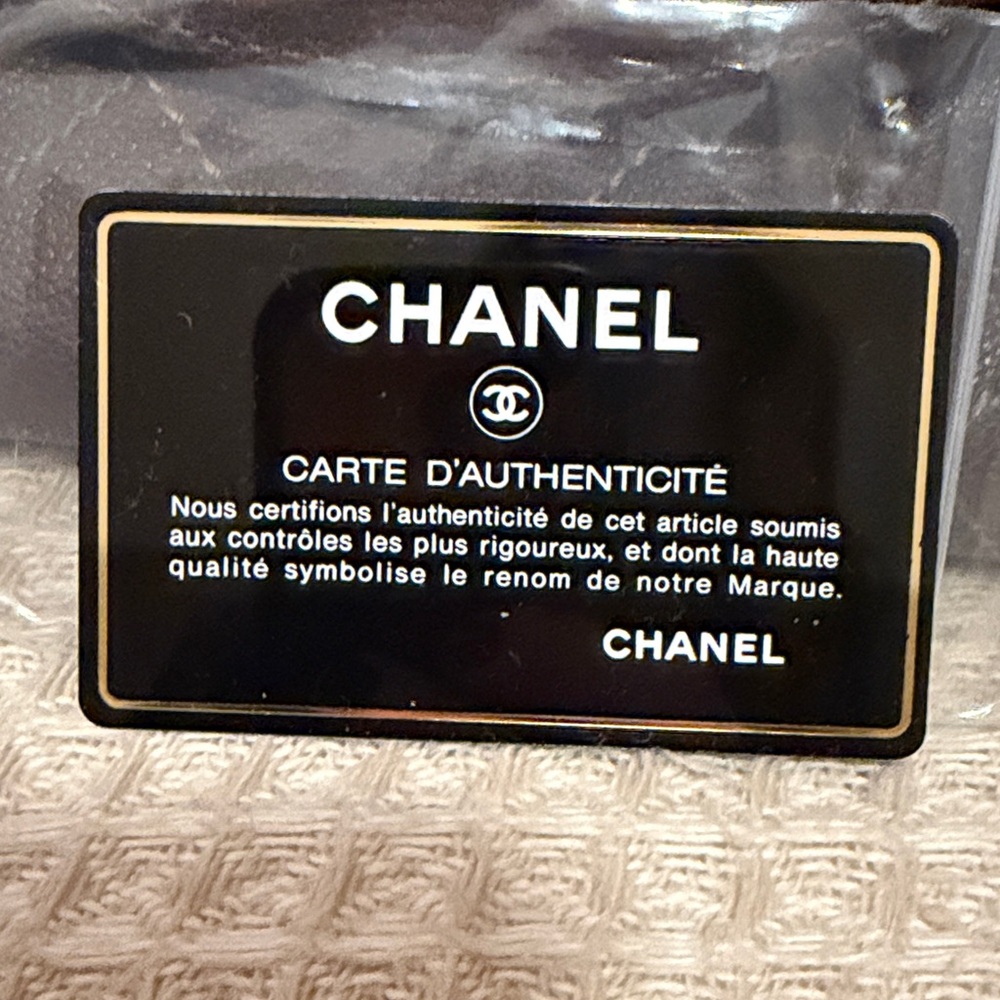 CHANEL
CARTE D'AUTHENTICITÉ
Nous certifions l'authenticité de cet article soumis
aux contrôles les plus rigoureux, et dont la haute
qualité symbolise le renom de notre Marque.
CHANEL